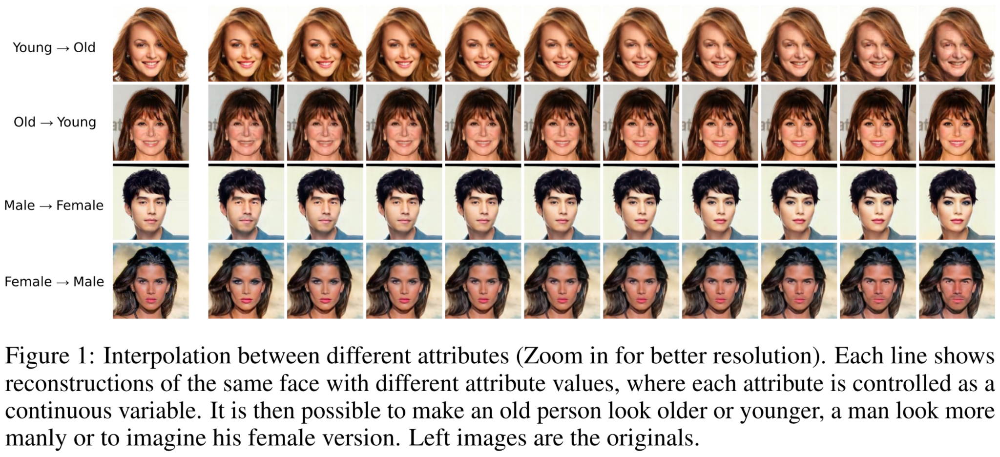 Young → Old
Old → Young
at
Male → Female
Female → Male
Figure 1: Interpolation between different attributes (Zoom in for better resolution). Each line shows
reconstructions of the same face with different attribute values, where each attribute is controlled as a
continuous variable. It is then possible to make an old person look older or younger, a man look more
manly or to imagine his female version. Left images are the originals.